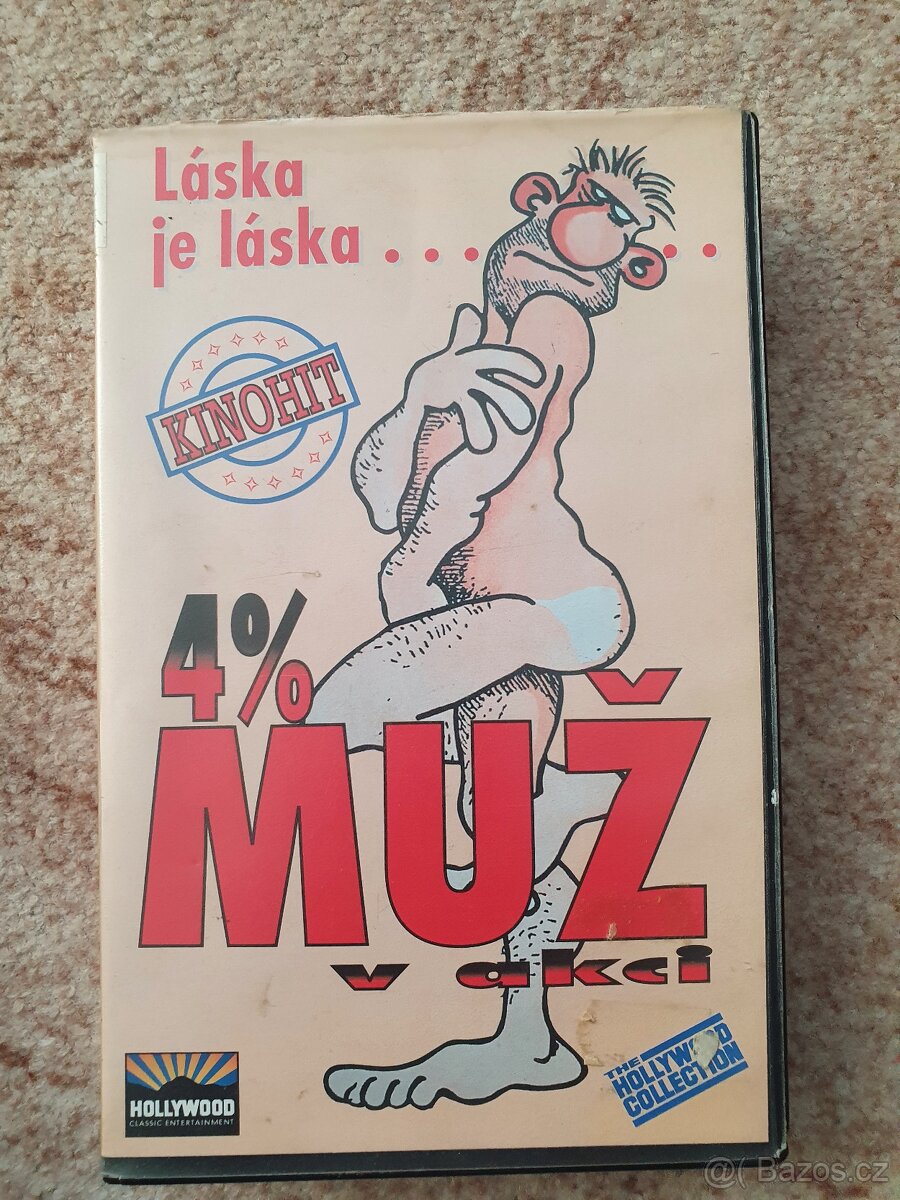 Láska
je láska . . . . .
KINOHIT
4%
MUŽ
v akci
HOLLYWOOD
CLASSIC ENTERTAINMENT
THE
HOLLYWOOD
COLLECTION
@( Bazos.cz